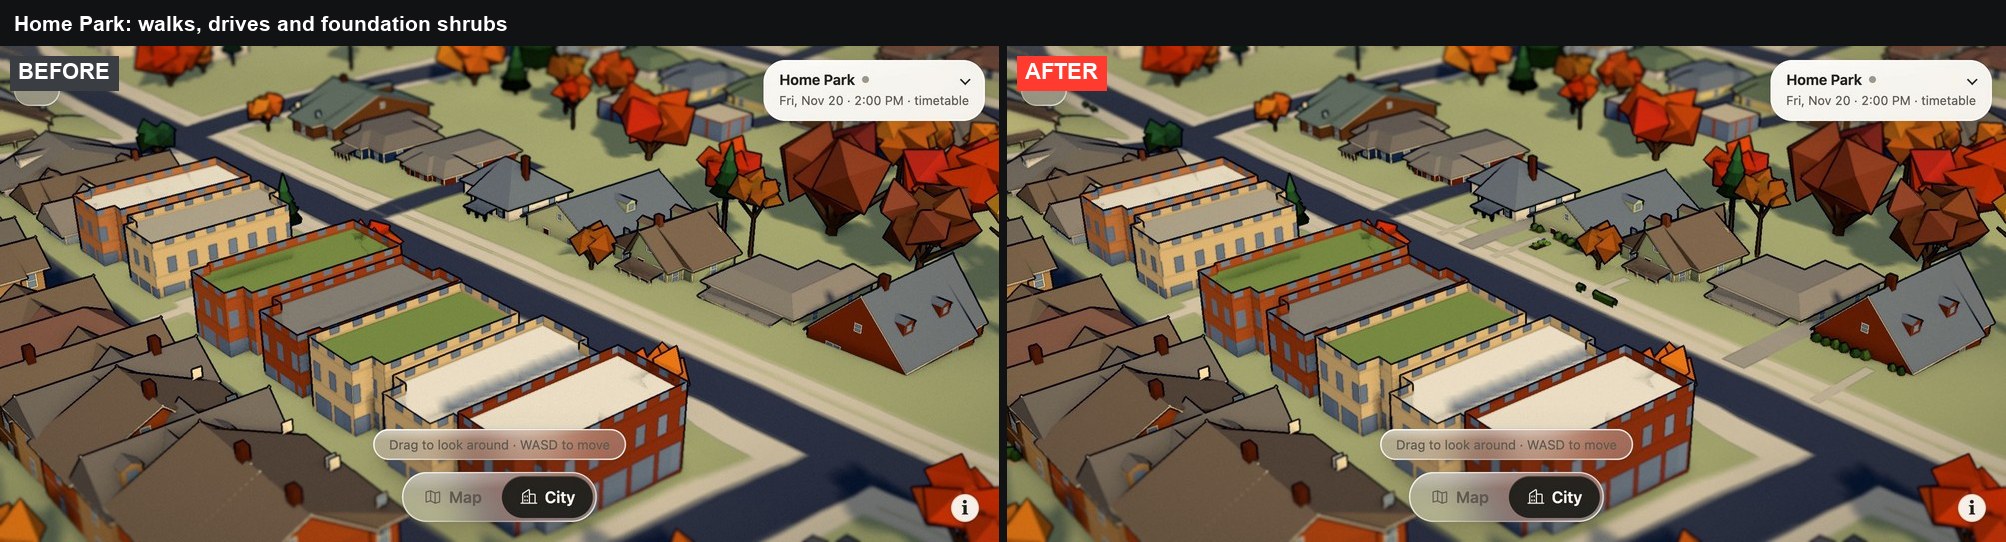 Home Park: walks, drives and foundation shrubs
BEFORE
Home Park
Fri, Nov 20 · 2:00 PM · timetable
Drag to look around · WASD to move
Map
City
i
AFTER
Home Park
Fri, Nov 20 · 2:00 PM · timetable
Drag to look around · WASD to move
Map
City
i